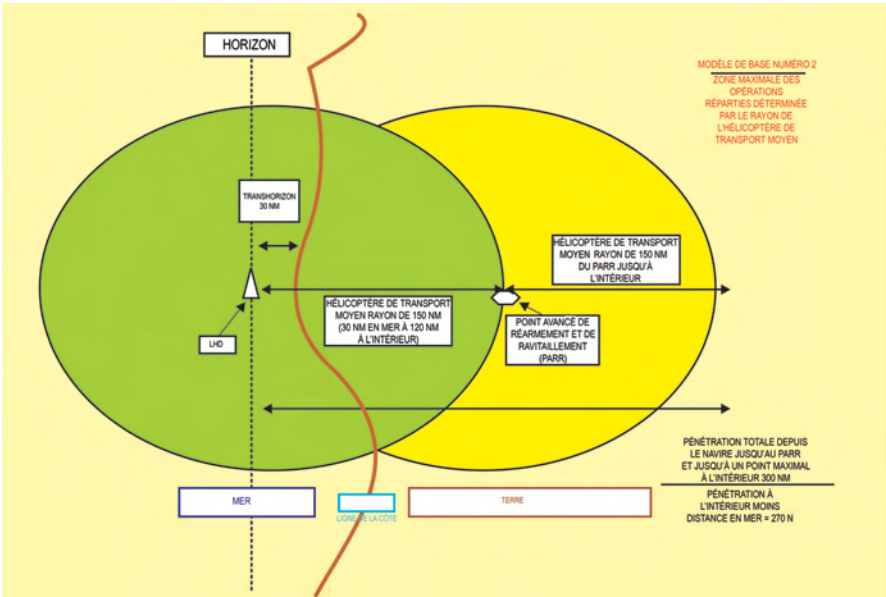 HORIZON
MODÈLE DE BASE NUMÉRO 2
ZONE MAXIMALE DES
OPÉRATIONS
RÉPARTIES DÉTERMINÉE
PAR LE RAYON DE
L'HÉLICOPTÈRE DE
TRANSPORT MOYEN
TRANSHORIZON
30 NM
HÉLICOPTÈRE DE TRANSPORT
MOYEN RAYON DE 150 NM
DU PARR JUSQU'À
L'INTÉRIEUR
HÉLICOPTÈRE DE TRANSPORT
MOYEN RAYON DE 150 NM
(30 NM EN MER À 120 NM
À L'INTÉRIEUR)
POINT AVANCÉ DE
RÉARMEMENT ET DE
RAVITAILLEMENT
(PARR)
LHD
PÉNÉTRATION TOTALE DEPUIS
LE NAVIRE JUSQU'AU PARR
ET JUSQU'À UN POINT MAXIMAL
À L'INTÉRIEUR 300 NM
PÉNÉTRATION À
L'INTÉRIEUR MOINS
DISTANCE EN MER = 270 N
MER
LIGNE DE LA CÔTE
TERRE